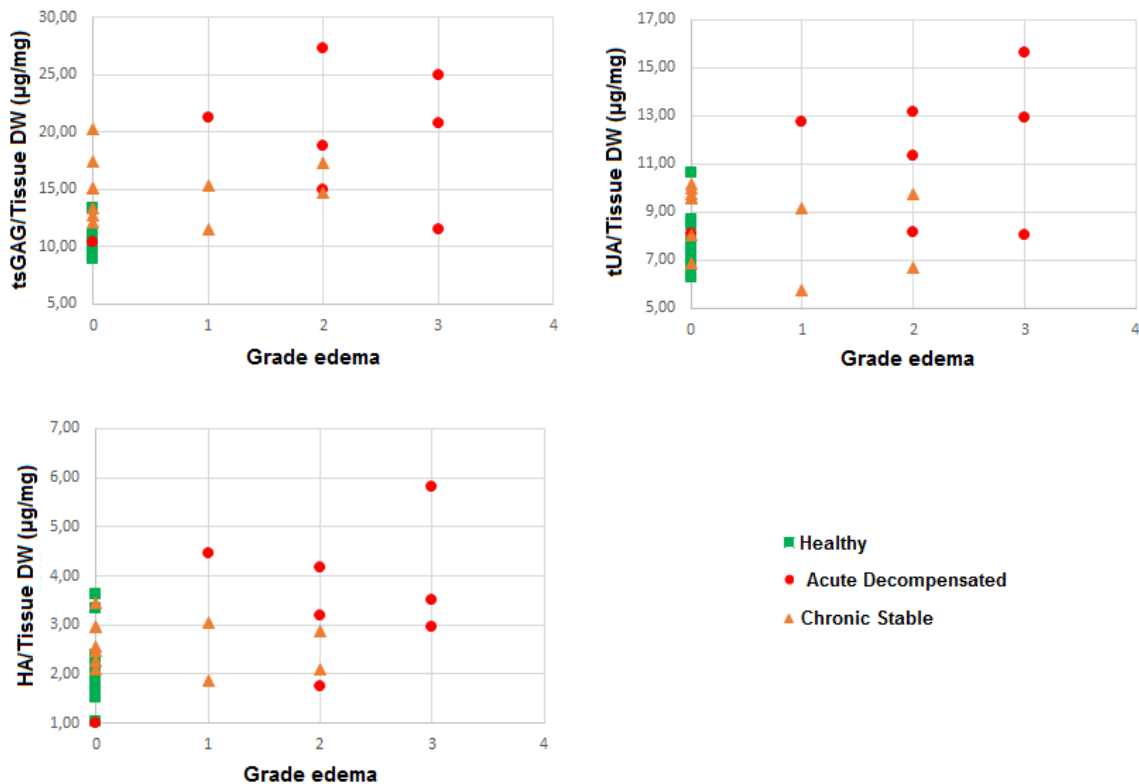 tsGAG/Tissue DW (µg/mg)
30,00
25,00
20,00
15,00
10,00
5,00
0 1 2 3 4
Grade edema
tUA/Tissue DW (µg/mg)
17,00
15,00
13,00
11,00
9,00
7,00
5,00
0 1 2 3 4
Grade edema
HA/Tissue DW (µg/mg)
7,00
6,00
5,00
4,00
3,00
2,00
1,00
0 1 2 3 4
Grade edema
Healthy
Acute Decompensated
Chronic Stable